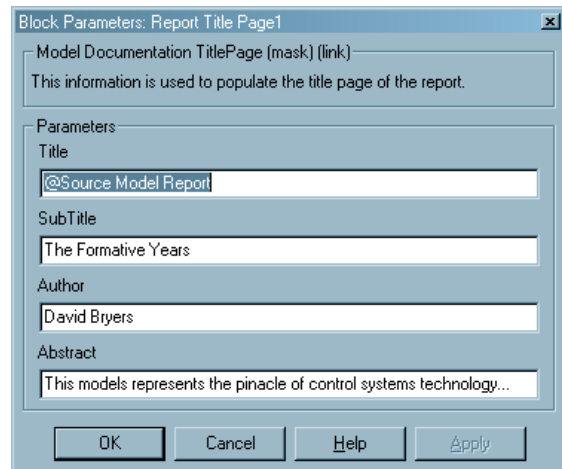 Block Parameters: Report Title Page1
Model Documentation TitlePage (mask) (link)
This information is used to populate the title page of the report.
Parameters
Title
@Source Model Report
SubTitle
The Formative Years
Author
David Bryers
Abstract
This models represents the pinacle of control systems technology...
OK Cancel Help Apply